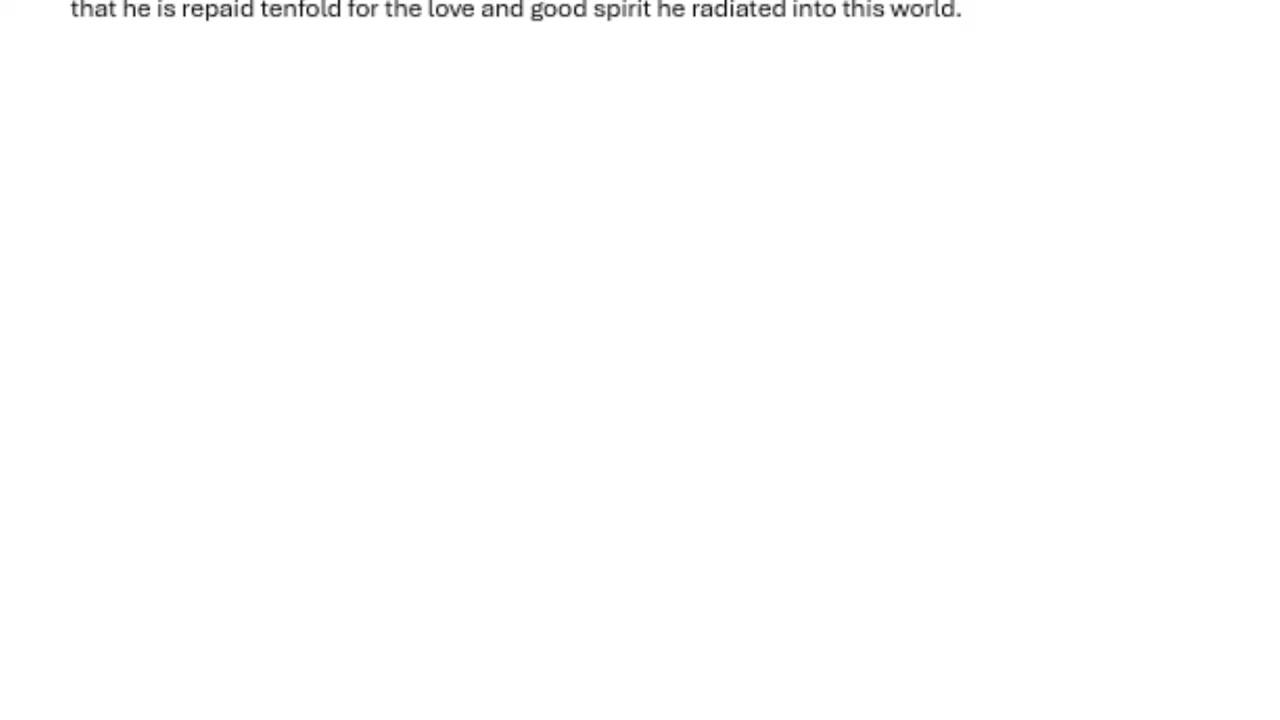 that he is repaid tenfold for the love and good spirit he radiated into this world.